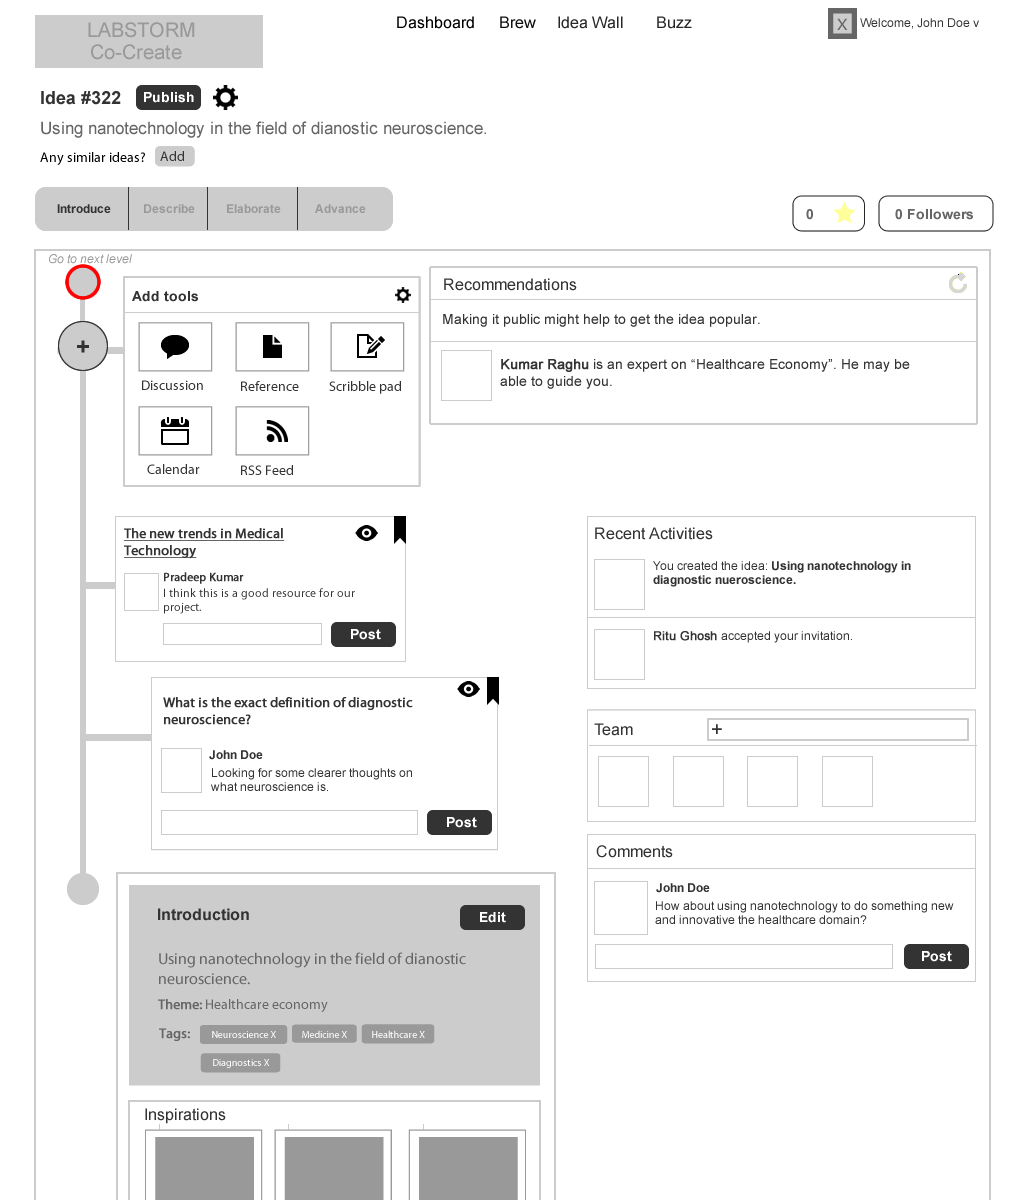 LABSTORM
Co-Create
Dashboard
Brew
Idea Wall
Buzz
X
Welcome, John Doe v
Idea #322
Publish
Using nanotechnology in the field of dianostic neuroscience.
Any similar ideas?
Add
Introduce
Describe
Elaborate
Advance
0
0 Followers
Go to next level
+
Add tools
Discussion
Reference
Scribble pad
Calendar
RSS Feed
Recommendations
Making it public might help to get the idea popular.
Kumar Raghu is an expert on “Healthcare Economy”. He may be
able to guide you.
The new trends in Medical
Technology
Pradeep Kumar
I think this is a good resource for our
project.
Post
What is the exact definition of diagnostic
neuroscience?
John Doe
Looking for some clearer thoughts on
what neuroscience is.
Post
Recent Activities
You created the idea: Using nanotechnology in
diagnostic nueroscience.
Ritu Ghosh accepted your invitation.
Team
+
Comments
John Doe
How about using nanotechnology to do something new
and innovative the healthcare domain?
Post
Introduction
Edit
Using nanotechnology in the field of dianostic
neuroscience.
Theme: Healthcare economy
Tags:
Neuroscience X
Medicine X
Healthcare X
Diagnostics X
Inspirations